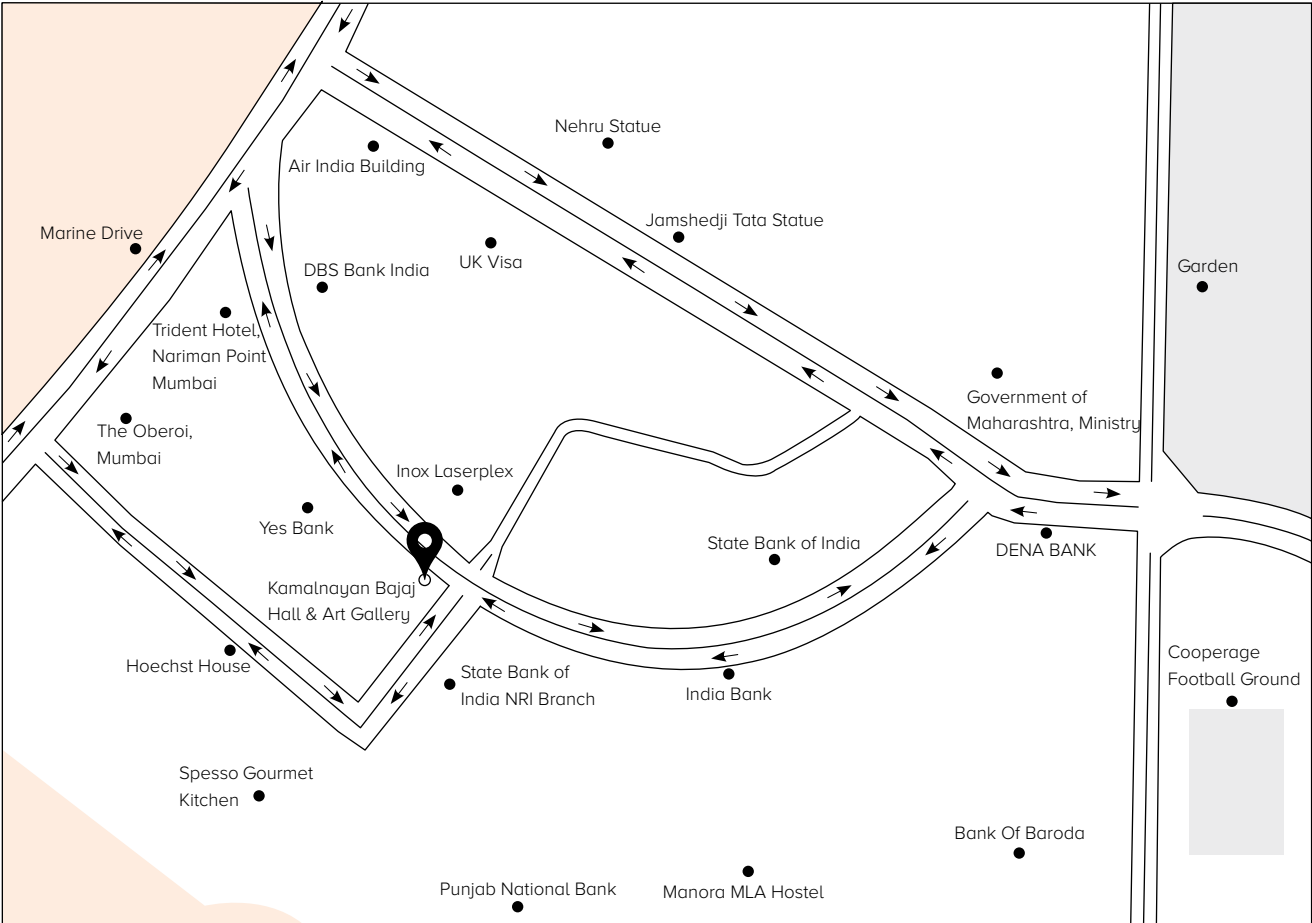 Nehru Statue
Air India Building
Jamshedji Tata Statue
Marine Drive
UK Visa
DBS Bank India
Garden
Trident Hotel,
Nariman Point
Mumbai
Government of
Maharashtra, Ministry
The Oberoi,
Mumbai
Inox Laserplex
Yes Bank
State Bank of India
DENA BANK
Kamalnayan Bajaj
Hall & Art Gallery
Hoechst House
State Bank of
India NRI Branch
India Bank
Cooperage
Football Ground
Spesso Gourmet
Kitchen
Bank Of Baroda
Punjab National Bank
Manora MLA Hostel